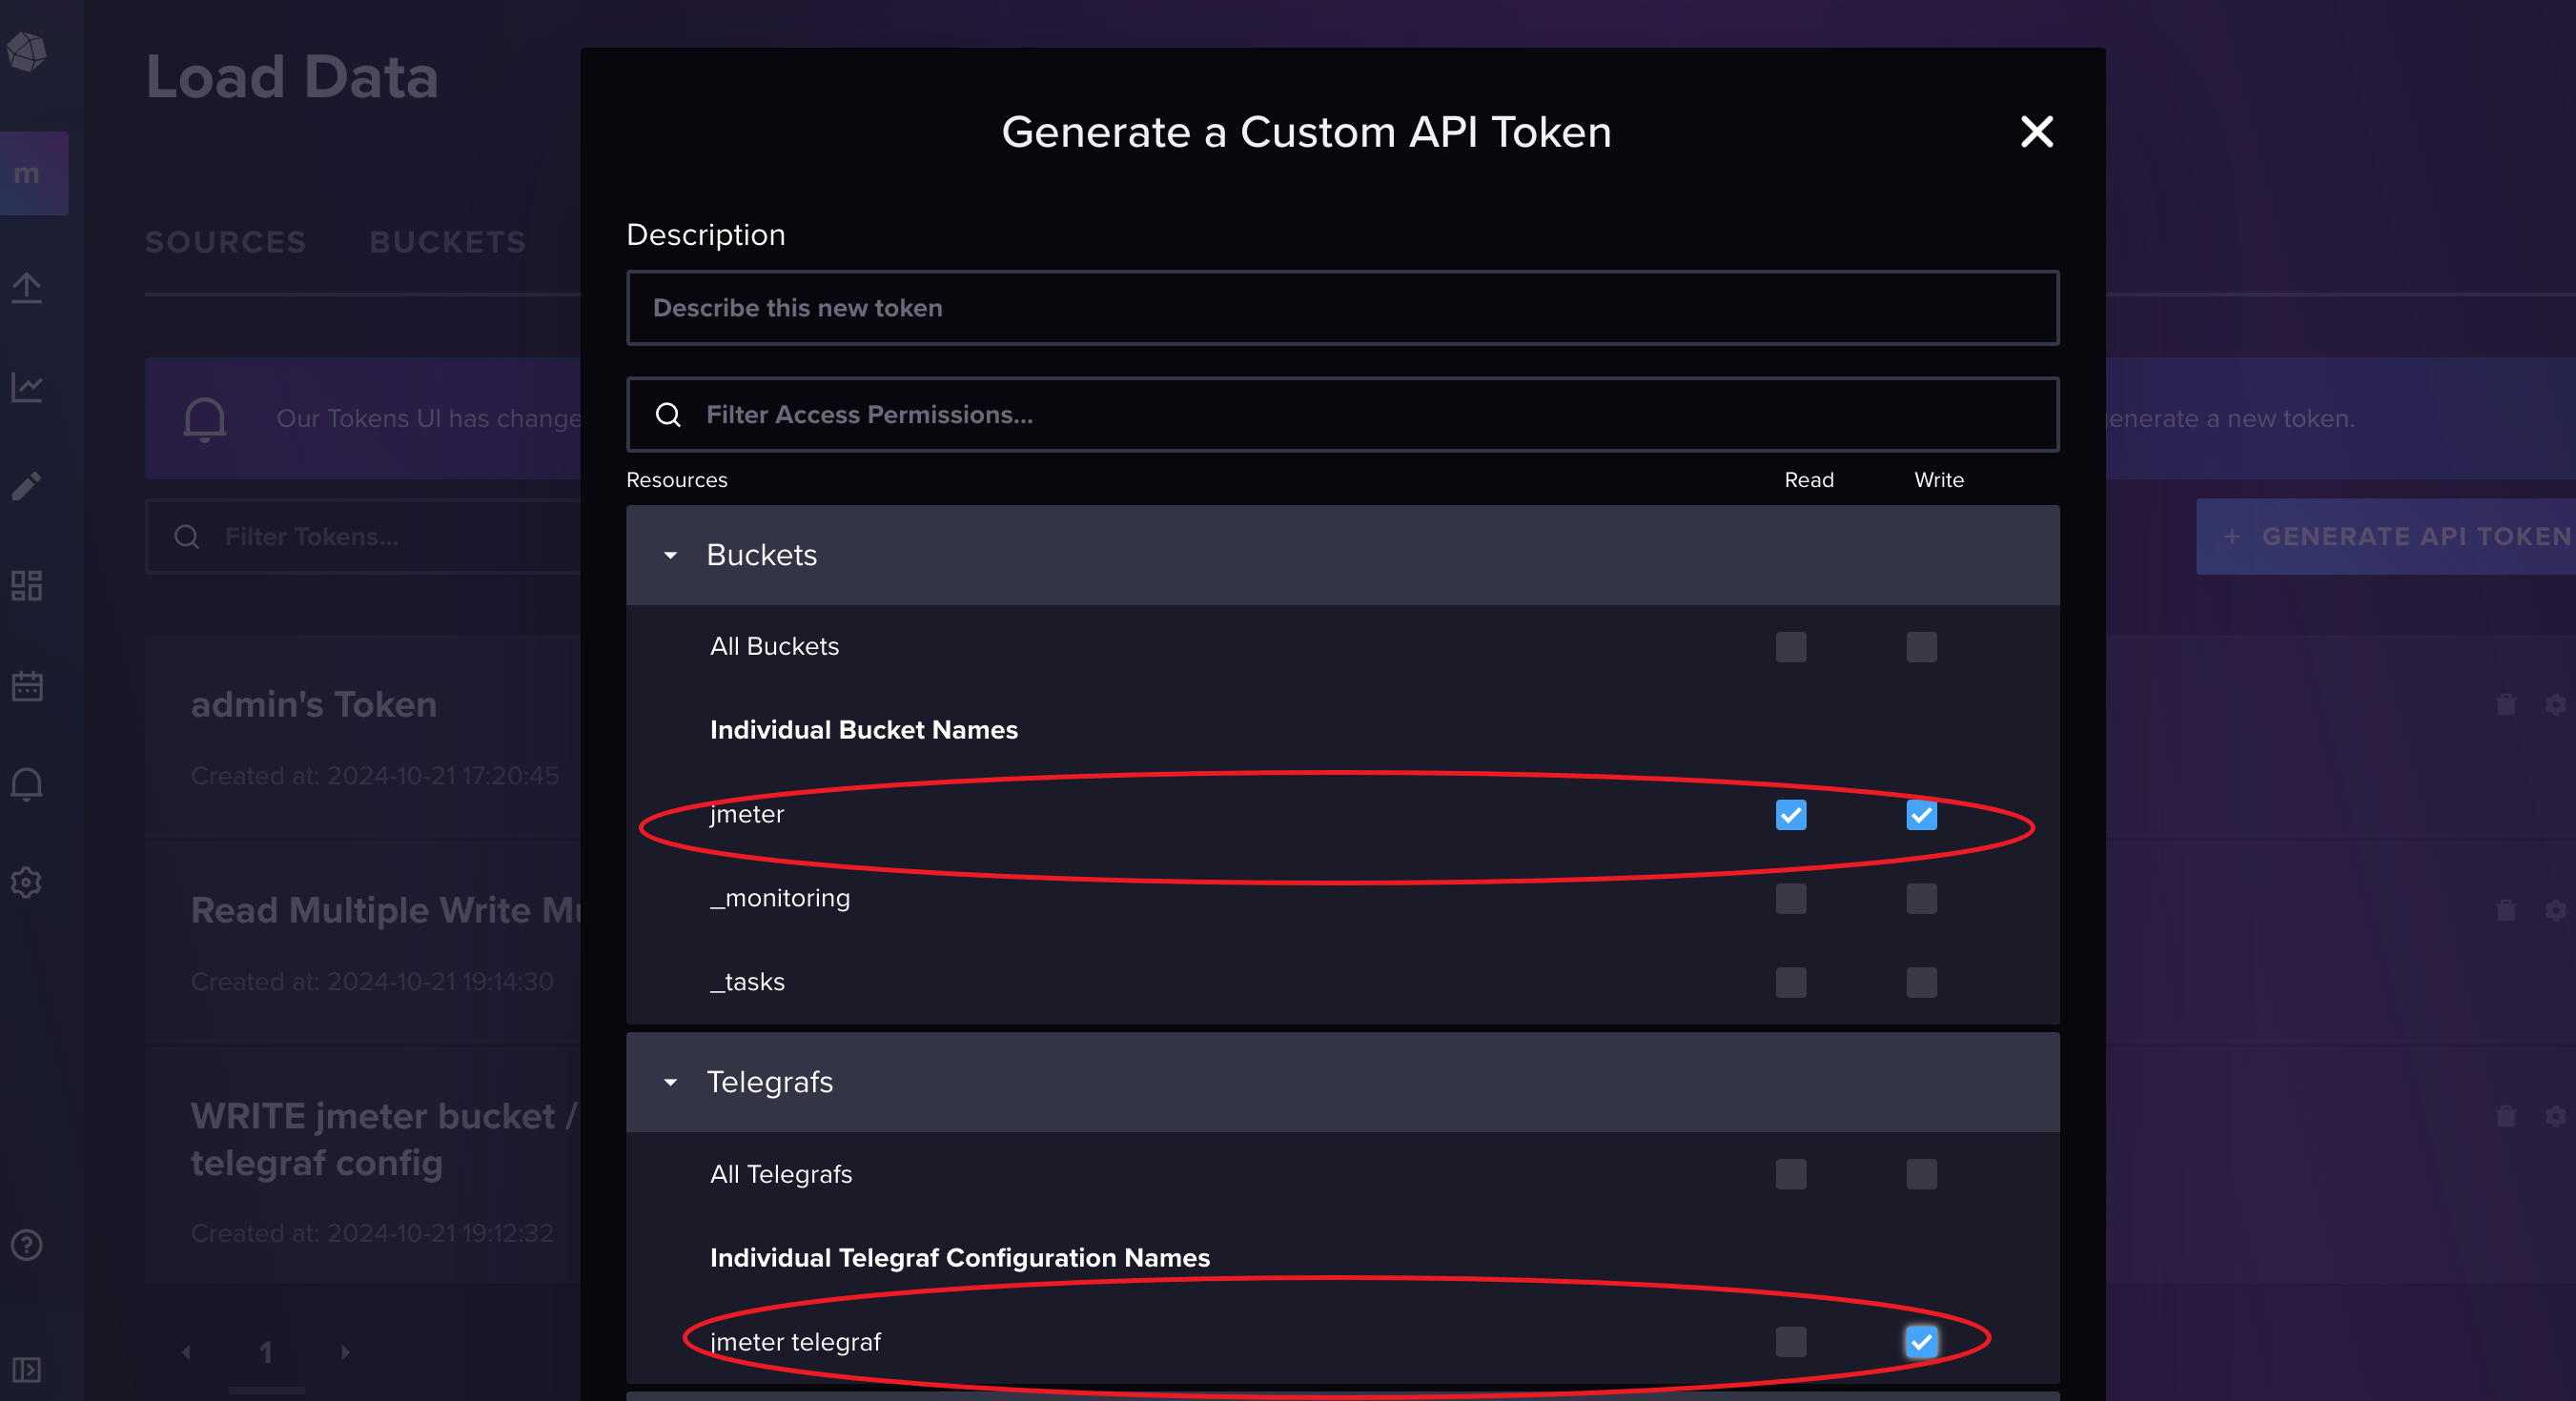 Load Data
m
SOURCES BUCKETS
Our Tokens UI has change
enerate a new token.
Filter Tokens...
+ GENERATE API TOKEN
admin's Token
Created at: 2024-10-21 17:20:45
Read Multiple Write
Created at: 2024-10-21 19:14:30
WRITE jmeter bucket /
telegraf config
Created at: 2024-10-21 19:12:32
1
Generate a Custom API Token
Description
Describe this new token
Filter Access Permissions...
Resources Read Write
Buckets
All Buckets
Individual Bucket Names
jmeter
_monitoring
_tasks
Telegrafs
All Telegrafs
Individual Telegraf Configuration Names
jmeter telegraf